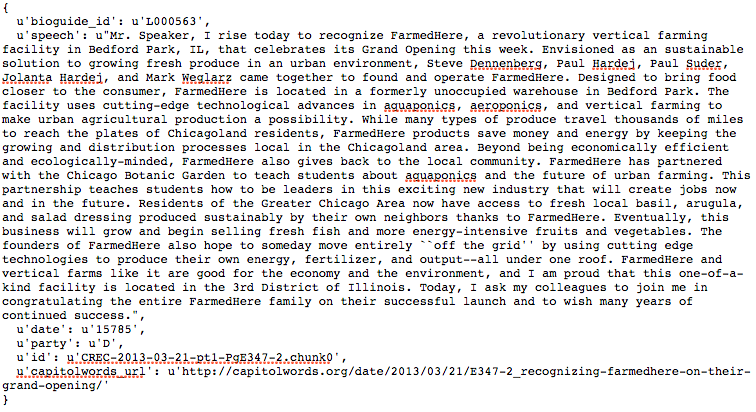 {
  u'bioguide_id': u'L000563',
  u'speech': u"Mr. Speaker, I rise today to recognize FarmedHere, a revolutionary vertical farming
facility in Bedford Park, IL, that celebrates its Grand Opening this week. Envisioned as an sustainable
solution to growing fresh produce in an urban environment, Steve Dennenberg, Paul Hardej, Paul Suder,
Jolanta Hardej, and Mark Weglarz came together to found and operate FarmedHere. Designed to bring food
closer to the consumer, FarmedHere is located in a formerly unoccupied warehouse in Bedford Park. The
facility uses cutting-edge technological advances in aquaponics, aeroponics, and vertical farming to
make urban agricultural production a possibility. While many types of produce travel thousands of miles
to reach the plates of Chicagoland residents, FarmedHere products save money and energy by keeping the
growing and distribution processes local in the Chicagoland area. Beyond being economically efficient
and ecologically-minded, FarmedHere also gives back to the local community. FarmedHere has partnered
with the Chicago Botanic Garden to teach students about aquaponics and the future of urban farming. This
partnership teaches students how to be leaders in this exciting new industry that will create jobs now
and in the future. Residents of the Greater Chicago Area now have access to fresh local basil, arugula,
and salad dressing produced sustainably by their own neighbors thanks to FarmedHere. Eventually, this
business will grow and begin selling fresh fish and more energy-intensive fruits and vegetables. The
founders of FarmedHere also hope to someday move entirely ``off the grid'' by using cutting edge
technologies to produce their own energy, fertilizer, and output--all under one roof. FarmedHere and
vertical farms like it are good for the economy and the environment, and I am proud that this one-of-a-
kind facility is located in the 3rd District of Illinois. Today, I ask my colleagues to join me in
congratulating the entire FarmedHere family on their successful launch and to wish many years of
continued success.",
  u'date': u'15785',
  u'party': u'D',
  u'id': u'CREC-2013-03-21-pt1-PgE347-2.chunk0',
  u'capitolwords_url': u'http://capitolwords.org/date/2013/03/21/E347-2_recognizing-farmedhere-on-their-
grand-opening/'
}